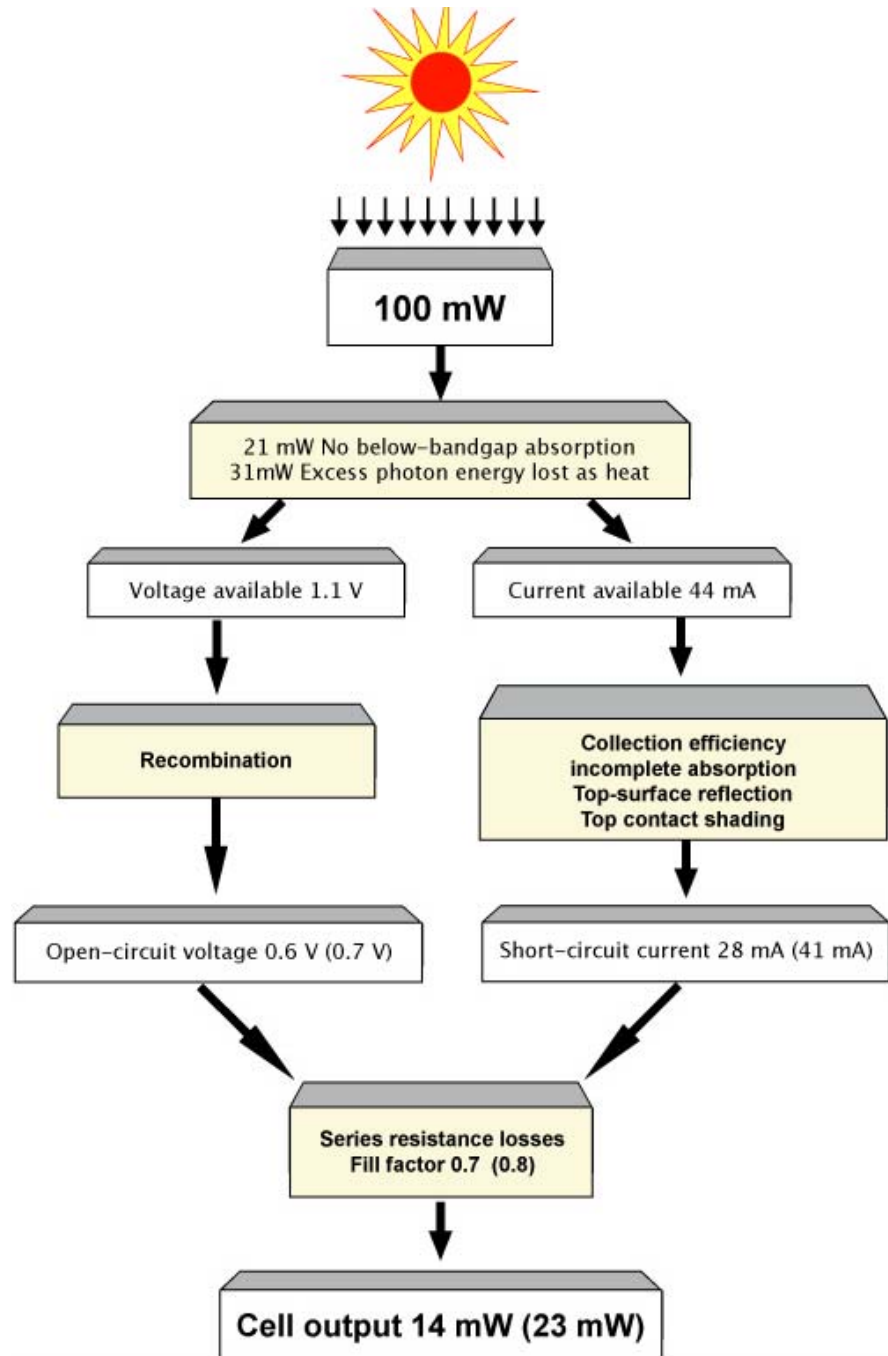 100 mW
21 mW No below-bandgap absorption
31mW Excess photon energy lost as heat
Voltage available 1.1 V
Current available 44 mA
Recombination
Collection efficiency
incomplete absorption
Top-surface reflection
Top contact shading
Open-circuit voltage 0.6 V (0.7 V)
Short-circuit current 28 mA (41 mA)
Series resistance losses
Fill factor 0.7 (0.8)
Cell output 14 mW (23 mW)